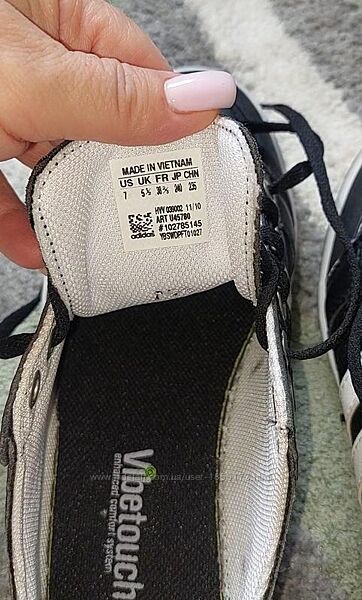 MADE IN VIETNAM
US UK FR JP CHN
7 5½ 38⅔ 240 235
HVY 039002 11/10
ART U45780
#102785145
YBSWOPFT01027
adidas
Vibetouch
enhanced comfort system